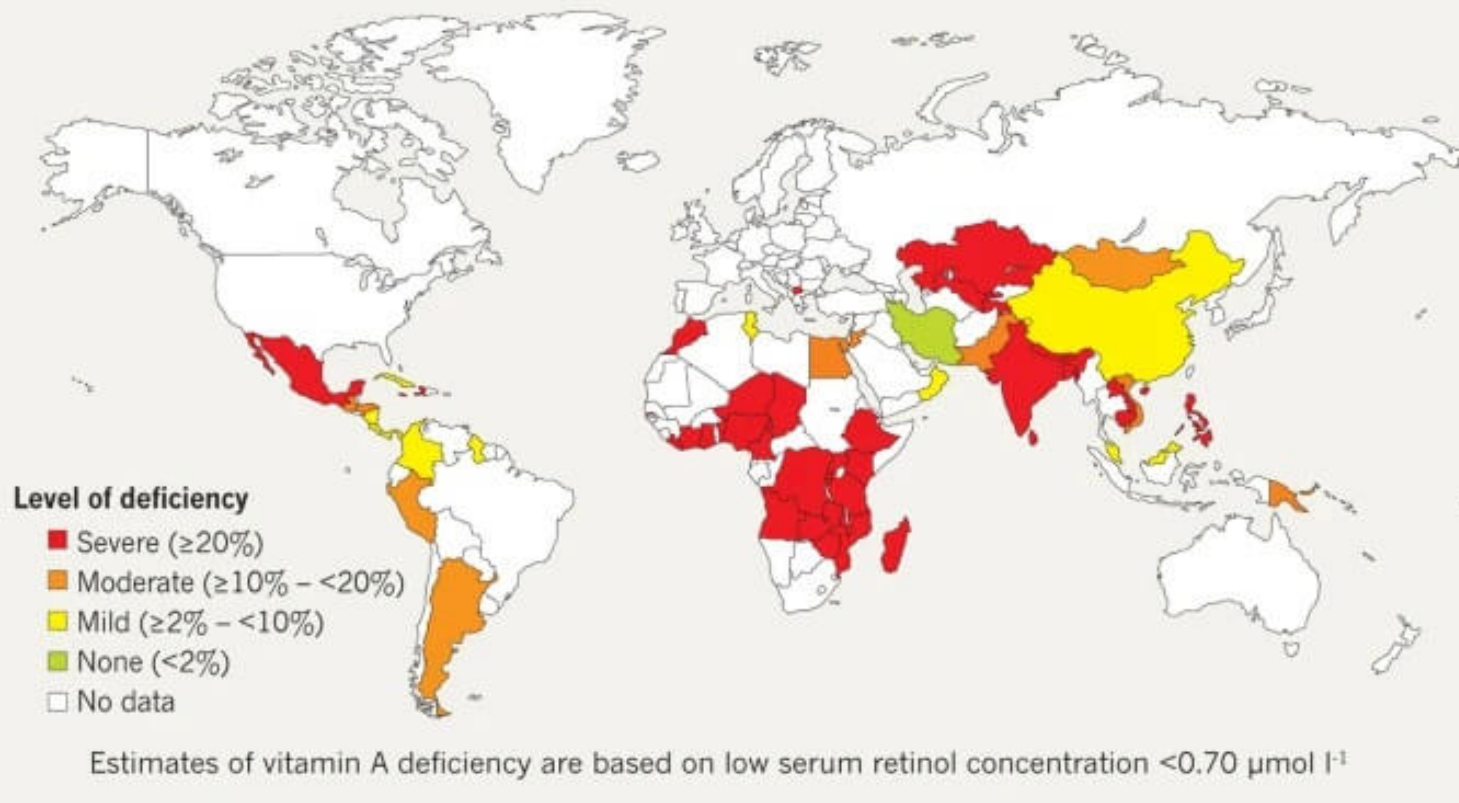 Level of deficiency
Severe (≥20%)
Moderate (≥10% – <20%)
Mild (≥2% – <10%)
None (<2%)
No data
Estimates of vitamin A deficiency are based on low serum retinol concentration <0.70 µmol l⁻¹